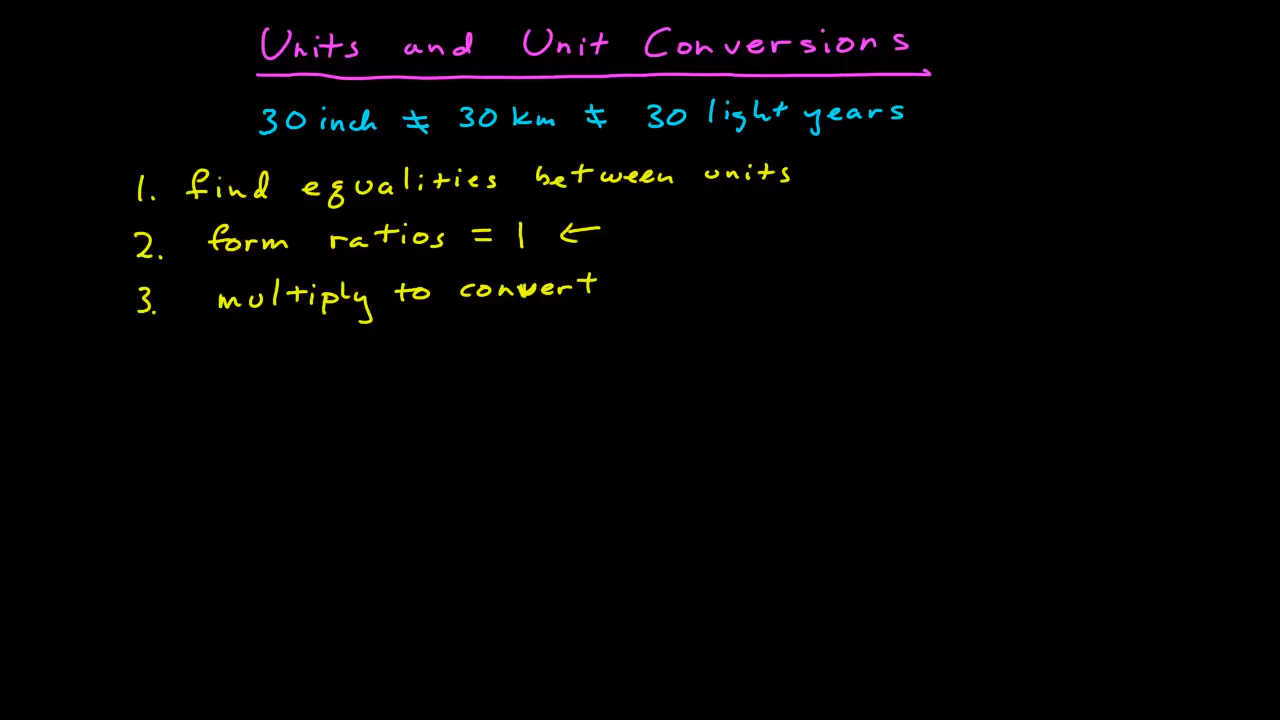 Units and Unit Conversions
30 inch ≠ 30 km ≠ 30 light years
1. find equalities between units
2. form ratios = 1 ←
3. multiply to convert